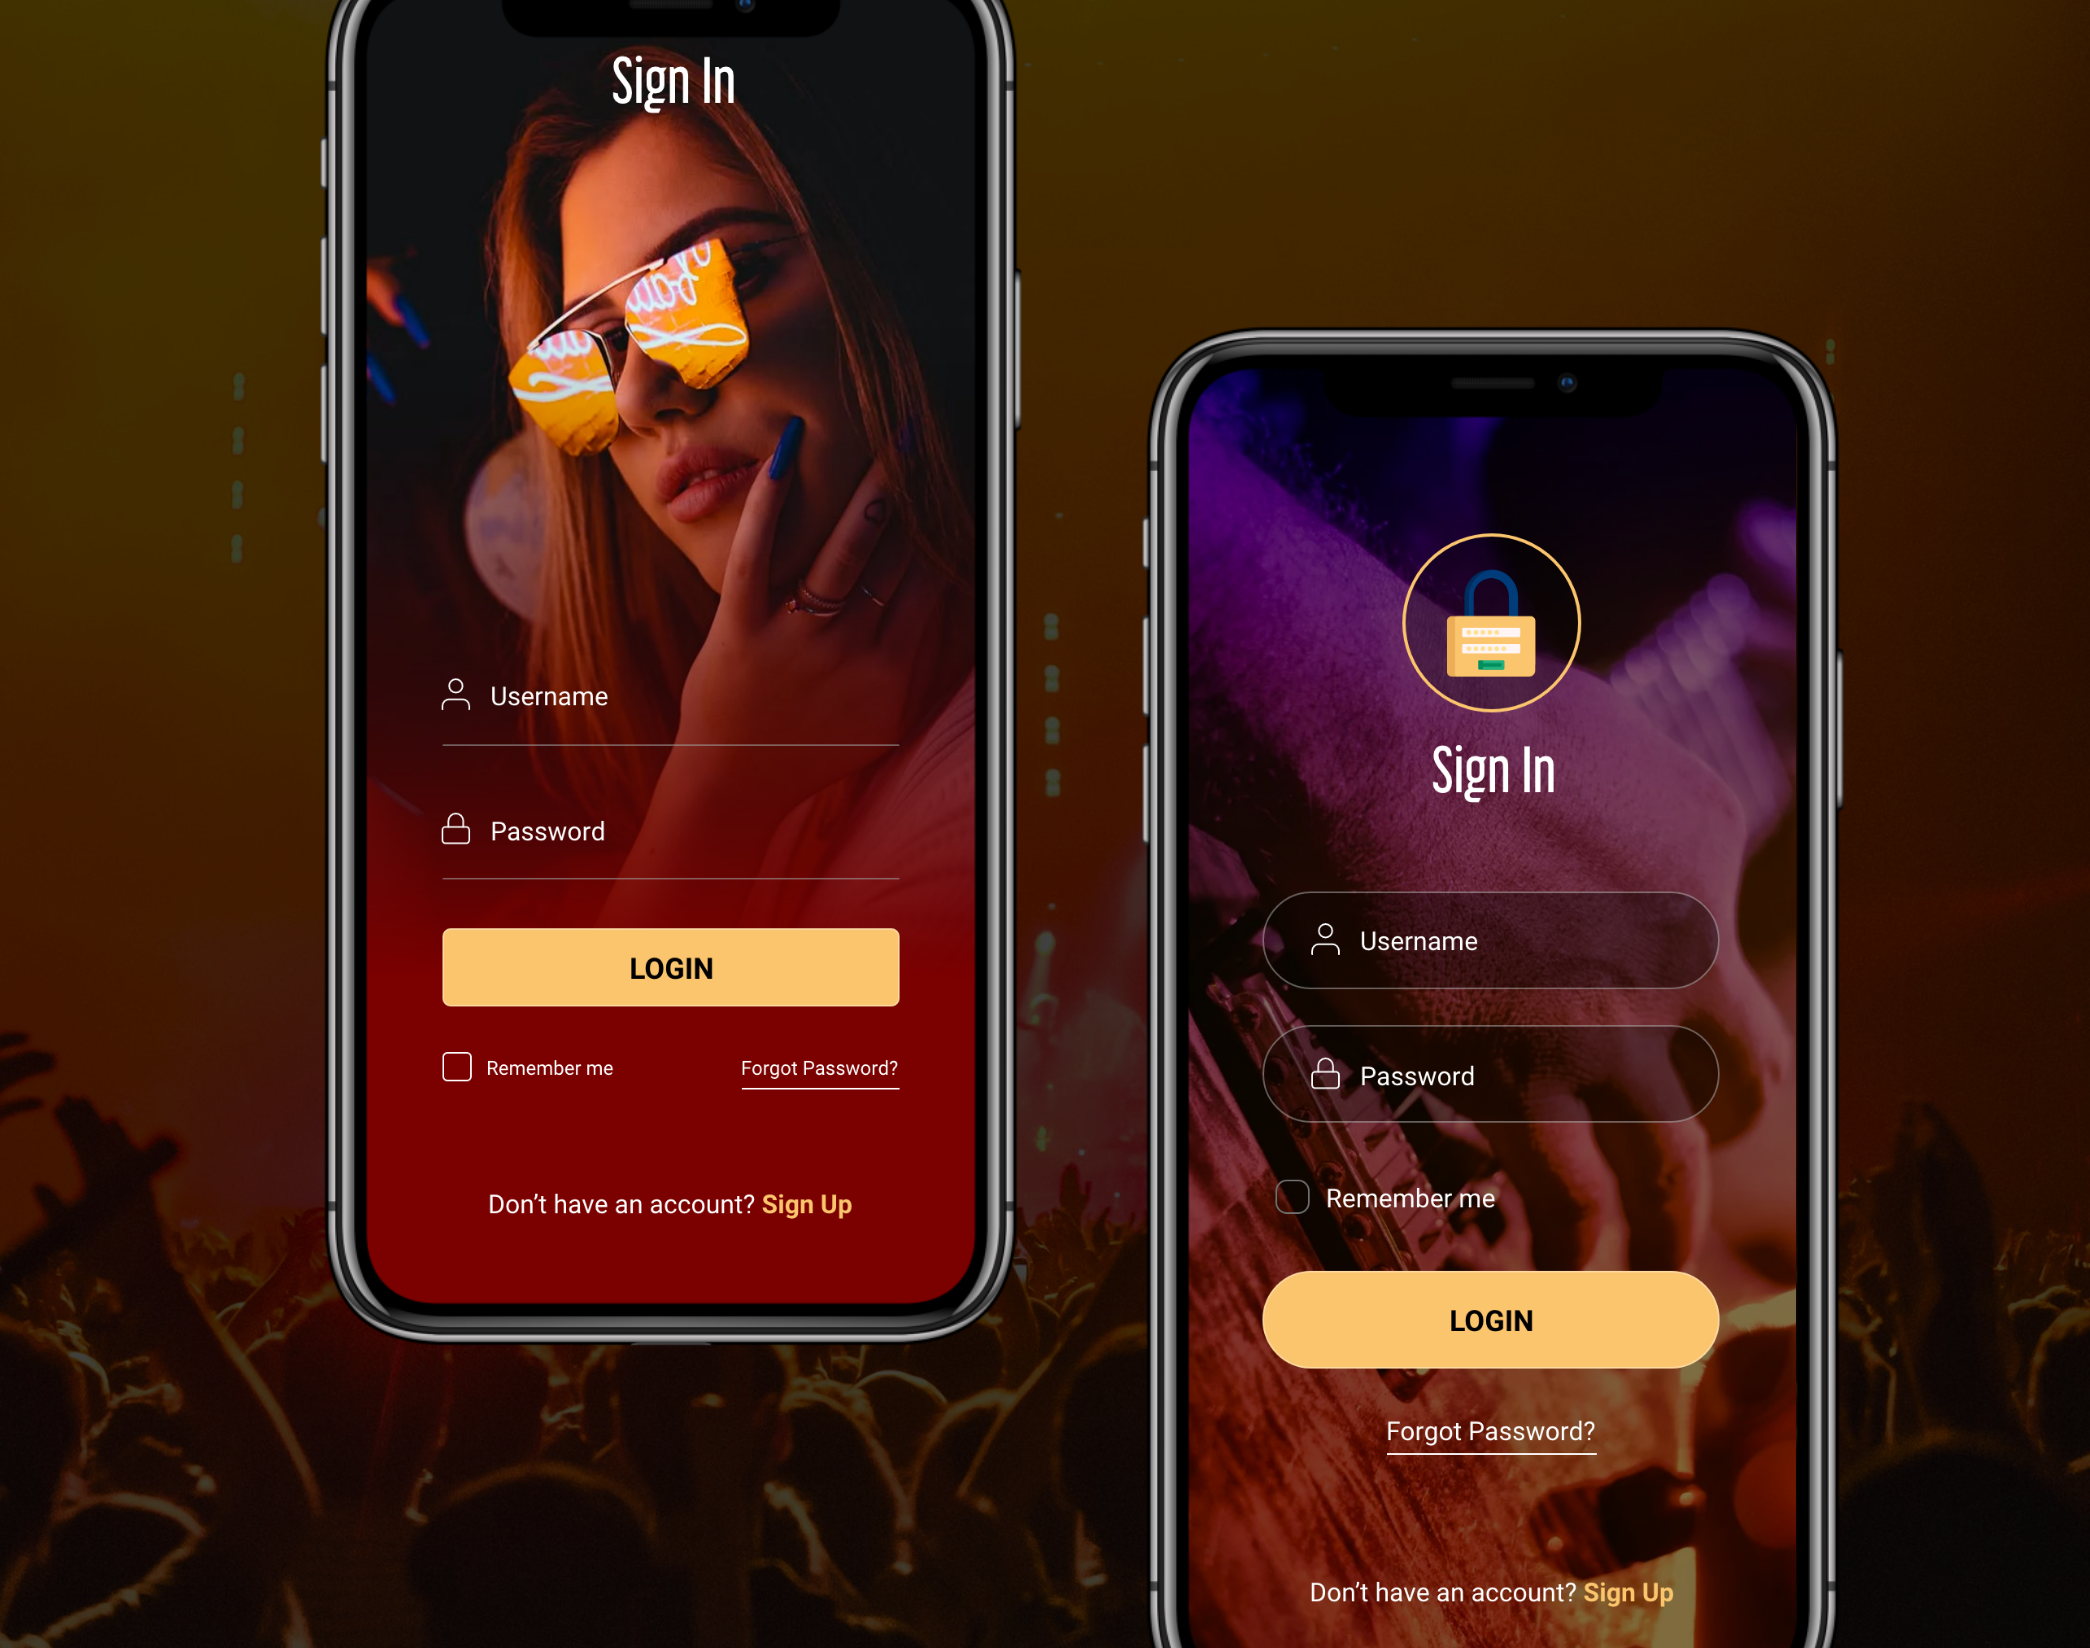 Sign In
Username
Password
LOGIN
Remember me
Forgot Password?
Don't have an account? Sign Up
Sign In
Username
Password
Remember me
LOGIN
Forgot Password?
Don't have an account? Sign Up